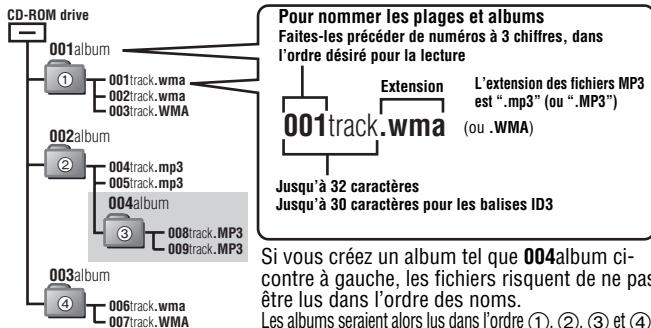 CD-ROM drive
001album
①
001track.wma
002track.wma
003track.WMA
002album
②
004track.mp3
005track.mp3
004album
③
008track.MP3
009track.MP3
003album
④
006track.wma
007track.WMA
Pour nommer les plages et albums
Faites-les précéder de numéros à 3 chiffres, dans
l'ordre désiré pour la lecture
Extension
L'extension des fichiers MP3
est “.mp3” (ou “.MP3”)
001track.wma (ou .WMA)
Jusqu'à 32 caractères
Jusqu'à 30 caractères pour les balises ID3
Si vous créez un album tel que 004album ci-
contre à gauche, les fichiers risquent de ne pas
être lus dans l'ordre des noms.
Les albums seraient alors lus dans l'ordre ①, ②, ③ et ④